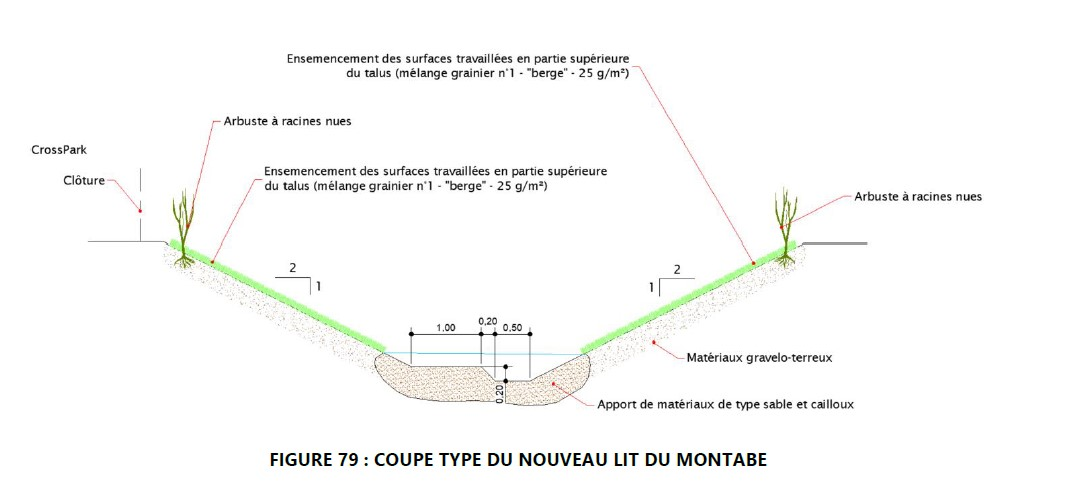 Ensemencement des surfaces travaillées en partie supèrieure
du talus (mélange grainier n°1 - "berge" - 25 g/m²)
Arbuste à racines nues
CrossPark
Clôture
Ensemencement des surfaces travaillées en partie supèrieure
du talus (mélange grainier n°1 - "berge" - 25 g/m²)
Arbuste à racines nues
2
1
2
1
1,00
0,20
0,50
0,20
Matériaux gravelo-terreux
Apport de matériaux de type sable et cailloux
FIGURE 79 : COUPE TYPE DU NOUVEAU LIT DU MONTABE